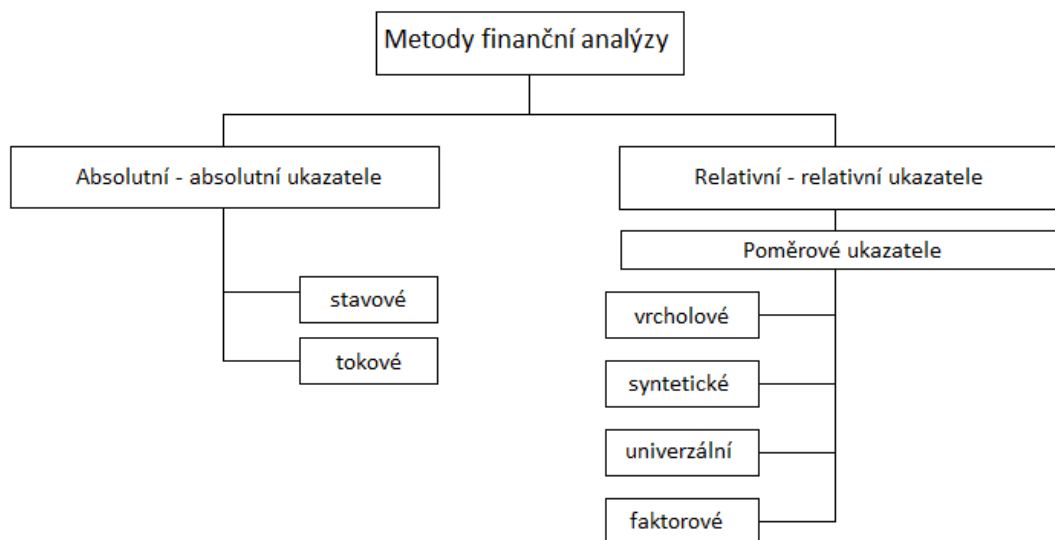 Metody finanční analýzy
Absolutní - absolutní ukazatele
stavové
tokové
Relativní - relativní ukazatele
Poměrové ukazatele
vrcholové
syntetické
univerzální
faktorové